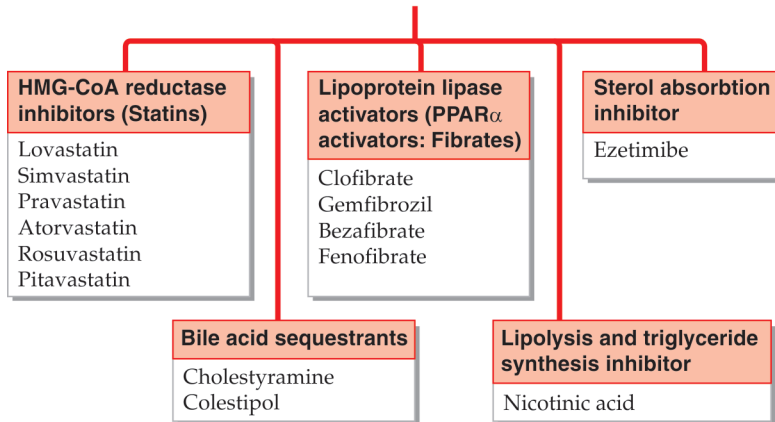 HMG-CoA reductase
inhibitors (Statins)
Lovastatin
Simvastatin
Pravastatin
Atorvastatin
Rosuvastatin
Pitavastatin
Lipoprotein lipase
activators (PPARα
activators: Fibrates)
Clofibrate
Gemfibrozil
Bezafibrate
Fenofibrate
Sterol absorbtion
inhibitor
Ezetimibe
Bile acid sequestrants
Cholestyramine
Colestipol
Lipolysis and triglyceride
synthesis inhibitor
Nicotinic acid